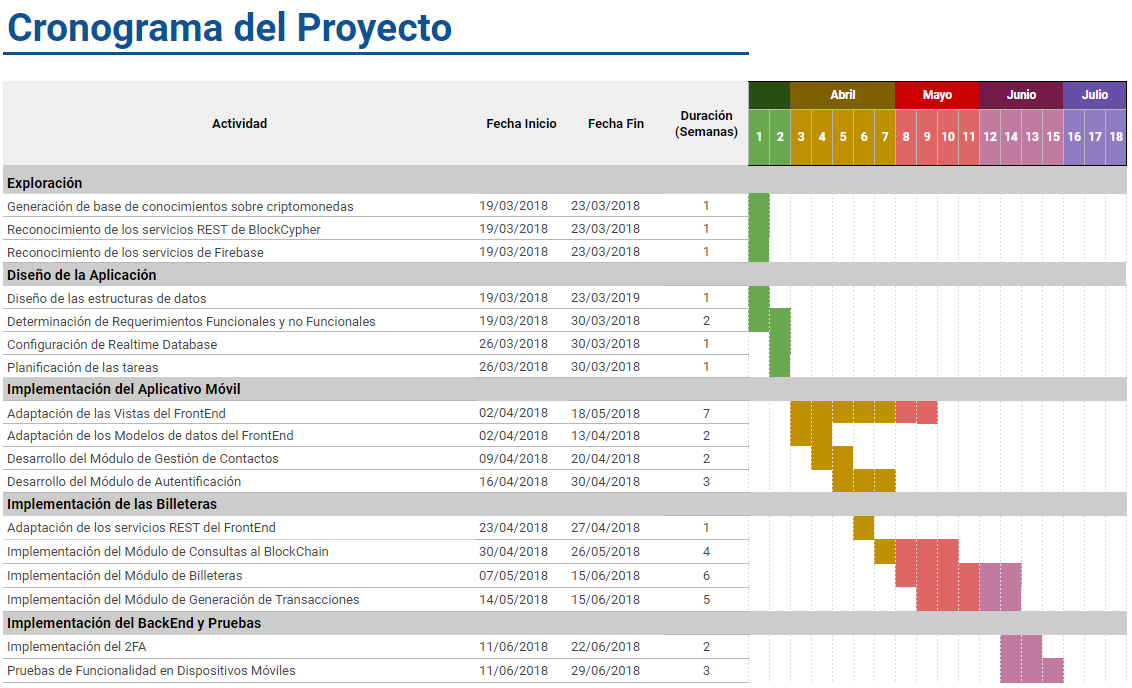 Cronograma del Proyecto
Abril Mayo Junio Julio
Actividad Fecha Inicio Fecha Fin Duración (Semanas) 1 2 3 4 5 6 7 8 9 10 11 12 14 13 15 16 17 18
Exploración
Generación de base de conocimientos sobre criptomonedas 19/03/2018 23/03/2018 1
Reconocimiento de los servicios REST de BlockCypher 19/03/2018 23/03/2018 1
Reconocimiento de los servicios de Firebase 19/03/2018 23/03/2018 1
Diseño de la Aplicación
Diseño de las estructuras de datos 19/03/2018 23/03/2019 1
Determinación de Requerimientos Funcionales y no Funcionales 19/03/2018 30/03/2018 2
Configuración de Realtime Database 26/03/2018 30/03/2018 1
Planificación de las tareas 26/03/2018 30/03/2018 1
Implementación del Aplicativo Móvil
Adaptación de las Vistas del FrontEnd 02/04/2018 18/05/2018 7
Adaptación de los Modelos de datos del FrontEnd 02/04/2018 13/04/2018 2
Desarrollo del Módulo de Gestión de Contactos 09/04/2018 20/04/2018 2
Desarrollo del Módulo de Autentificación 16/04/2018 30/04/2018 3
Implementación de las Billeteras
Adaptación de los servicios REST del FrontEnd 23/04/2018 27/04/2018 1
Implementación del Módulo de Consultas al BlockChain 30/04/2018 26/05/2018 4
Implementación del Módulo de Billeteras 07/05/2018 15/06/2018 6
Implementación del Módulo de Generación de Transacciones 14/05/2018 15/06/2018 5
Implementación del BackEnd y Pruebas
Implementación del 2FA 11/06/2018 22/06/2018 2
Pruebas de Funcionalidad en Dispositivos Móviles 11/06/2018 29/06/2018 3